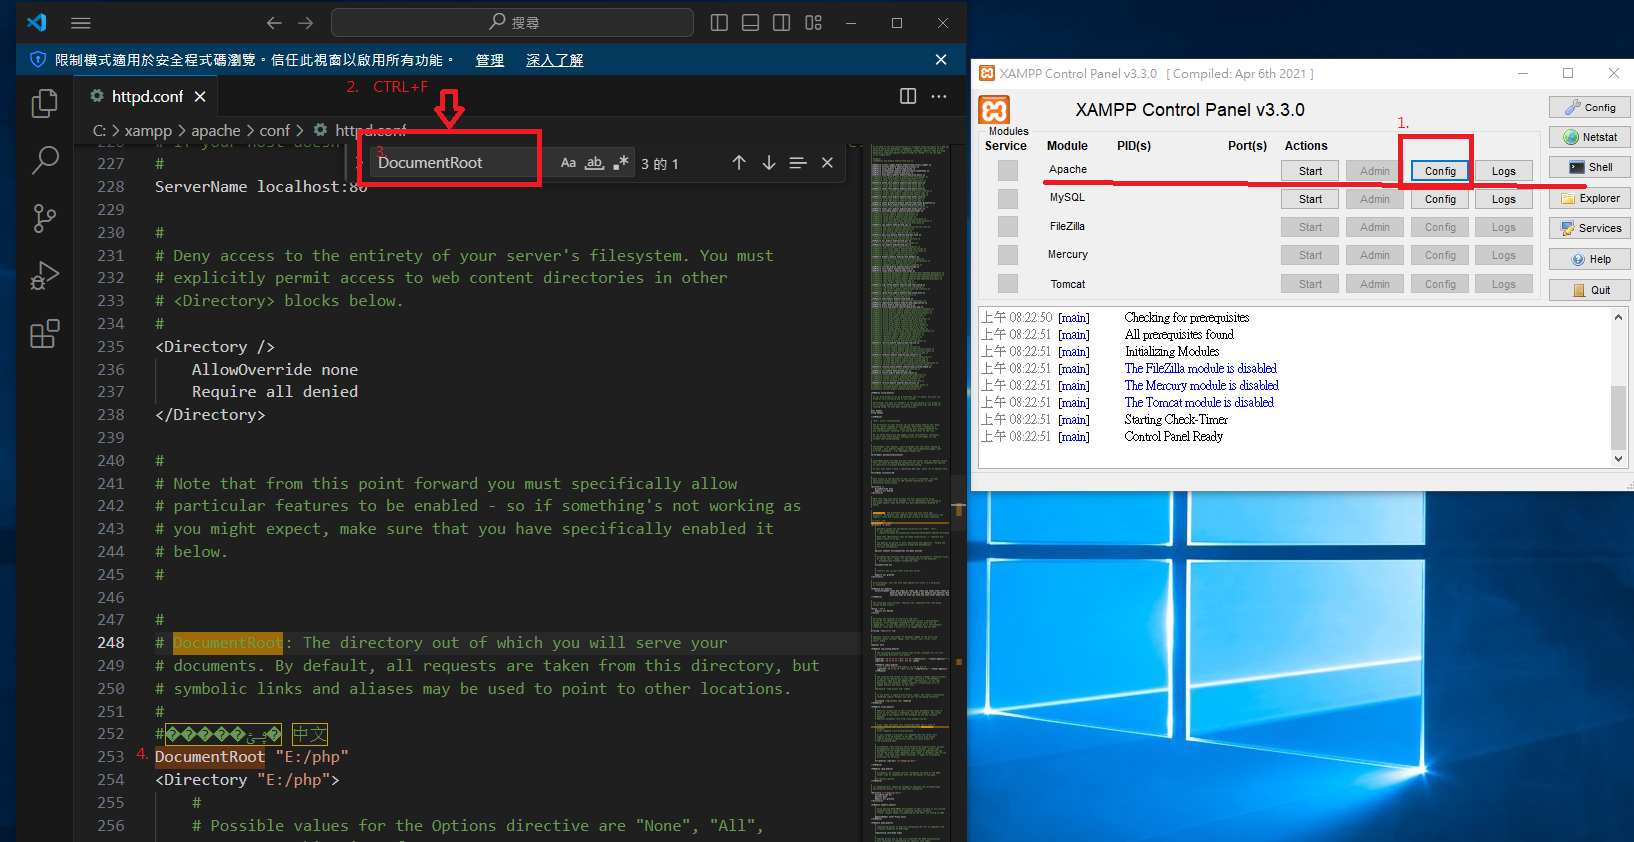 搜尋
限制模式適用於安全程式碼瀏覽。信任此視窗以啟用所有功能。 管理 深入了解
httpd.conf
2. CTRL+F
C: > xampp > apache > conf > httpd.conf
3.
DocumentRoot
Aa ab .* 3 的 1
227 #
228 ServerName localhost:80
229
230 #
231 # Deny access to the entirety of your server's filesystem. You must
232 # explicitly permit access to web content directories in other
233 # <Directory> blocks below.
234 #
235 <Directory />
236 AllowOverride none
237 Require all denied
238 </Directory>
239
240 #
241 # Note that from this point forward you must specifically allow
242 # particular features to be enabled - so if something's not working as
243 # you might expect, make sure that you have specifically enabled it
244 # below.
245 #
246
247 #
248 # DocumentRoot: The directory out of which you will serve your
249 # documents. By default, all requests are taken from this directory, but
250 # symbolic links and aliases may be used to point to other locations.
251 #
252 # 中文
4.
253 DocumentRoot "E:/php"
254 <Directory "E:/php">
255 #
256 # Possible values for the Options directive are "None", "All",
XAMPP Control Panel v3.3.0 [ Compiled: Apr 6th 2021 ]
XAMPP Control Panel v3.3.0
1.
Modules
Service Module PID(s) Port(s) Actions
Apache Start Admin Config Logs
MySQL Start Admin Config Logs
FileZilla Start Admin Config Logs
Mercury Start Admin Config Logs
Tomcat Start Admin Config Logs
Config
Netstat
Shell
Explorer
Services
Help
Quit
上午 08:22:50 [main] Checking for prerequisites
上午 08:22:51 [main] All prerequisites found
上午 08:22:51 [main] Initializing Modules
上午 08:22:51 [main] The FileZilla module is disabled
上午 08:22:51 [main] The Mercury module is disabled
上午 08:22:51 [main] The Tomcat module is disabled
上午 08:22:51 [main] Starting Check-Timer
上午 08:22:51 [main] Control Panel Ready